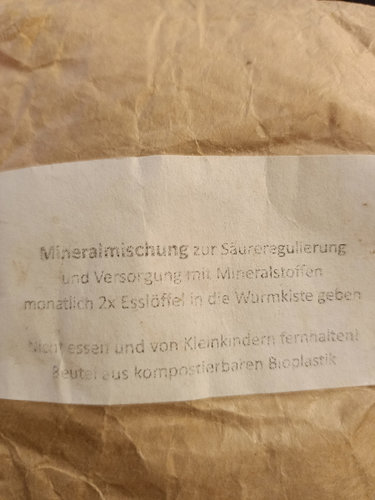 Mineralmischung zur Säureregulierung
und Versorgung mit Mineralstoffen
monatlich 2x Esslöffel in die Wurmkiste geben
Nicht essen und von Kleinkindern fernhalten!
Beutel aus kompostierbaren Bioplastik